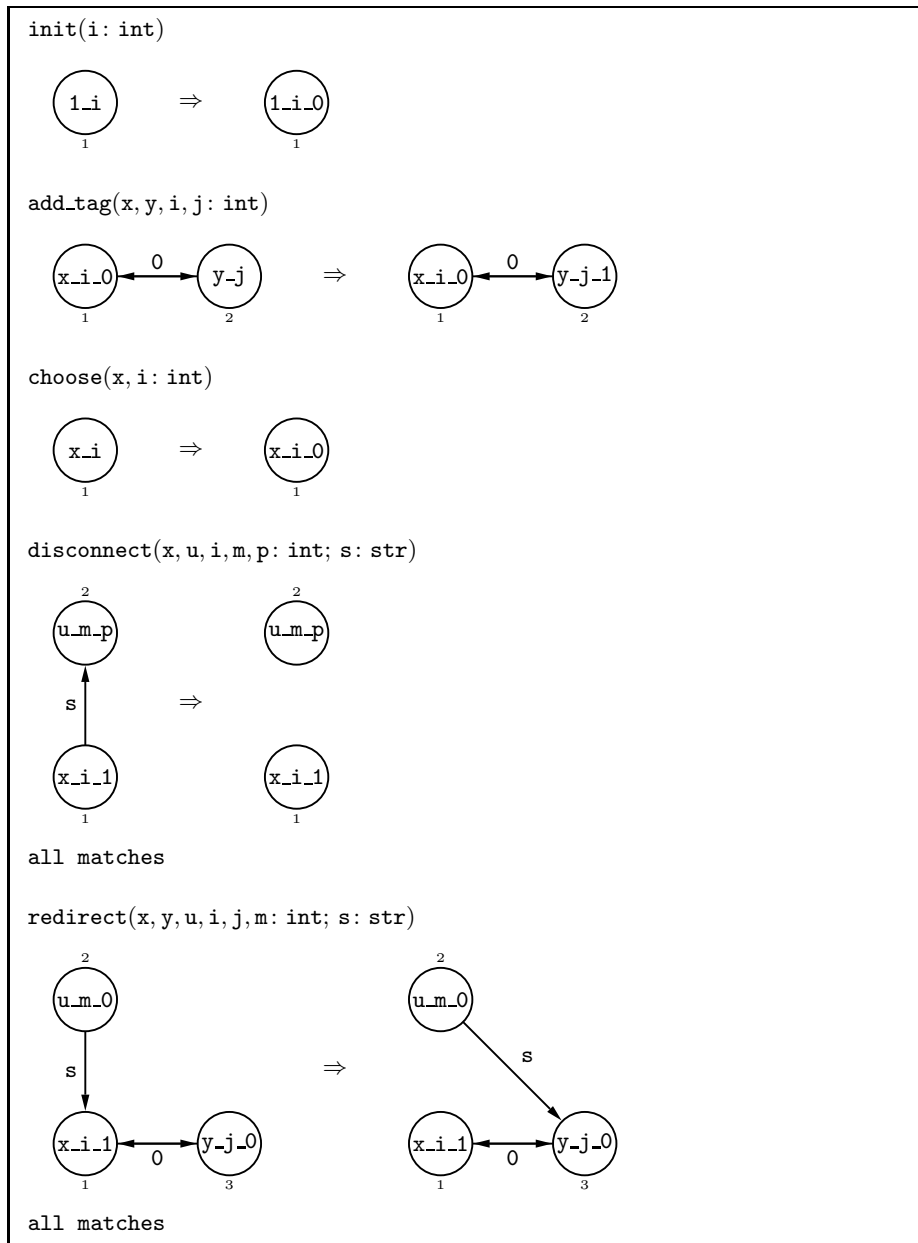 init(i: int)
1_i ⇒ 1_i_0
1 1
add_tag(x, y, i, j: int)
0 0
x_i_0 y_j ⇒ x_i_0 y_j_1
1 2 1 2
choose(x, i: int)
x_i ⇒ x_i_0
1 1
disconnect(x, u, i, m, p: int; s: str)
2 2
u_m_p u_m_p
s ⇒
x_i_1 x_i_1
1 1
all matches
redirect(x, y, u, i, j, m: int; s: str)
2 2
u_m_0 u_m_0
s ⇒ s
x_i_1 y_j_0 x_i_1 y_j_0
0 0
1 3 1 3
all matches